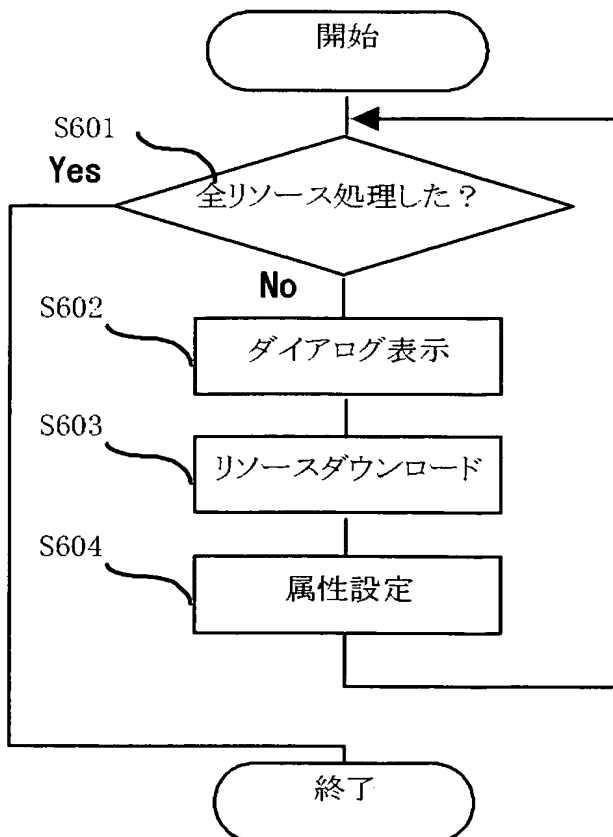 開始
S601
Yes
全リソース処理した？
No
S602
ダイアログ表示
S603
リソースダウンロード
S604
属性設定
終了